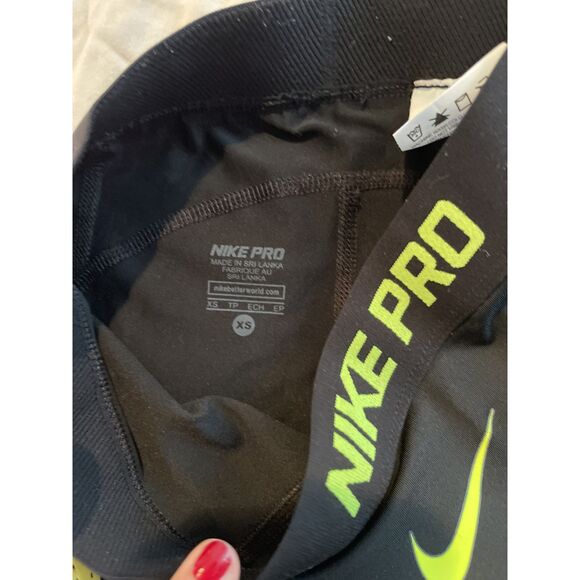 NIKE PRO
MADE IN SRI LANKA
FABRIQUE AU
SRI LANKA
nikebetterworld.com
XS TP ECH EP
XS
NIKE PRO